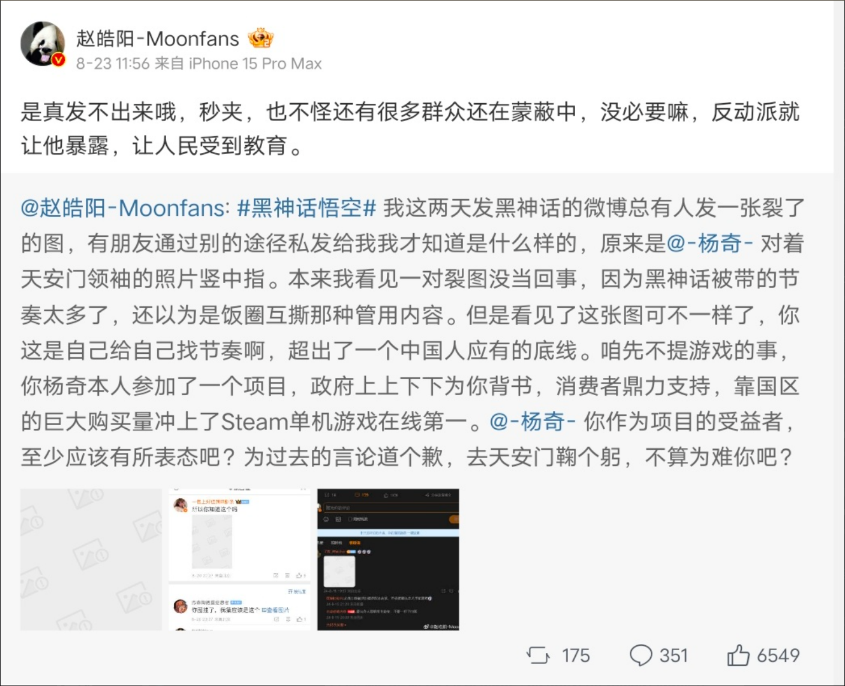 赵皓阳-Moonfans
8-23 11:56 来自 iPhone 15 Pro Max
是真发不出来哦，秒夹，也不怪还有很多群众还在蒙蔽中，没必要嘛，反动派就
让他暴露，让人民受到教育。
@赵皓阳-Moonfans: #黑神话悟空# 我这两天发黑神话的微博总有人发一张裂了
的图，有朋友通过别的途径私发给我我才知道是什么样的，原来是@-杨奇- 对着
天安门领袖的照片竖中指。本来我看见一对裂图没当回事，因为黑神话被带的节
奏太多了，还以为是饭圈互撕那种管用内容。但是看见了这张图可不一样了，你
这是自己给自己找节奏啊，超出了一个中国人应有的底线。咱先不提游戏的事，
你杨奇本人参加了一个项目，政府上上下下为你背书，消费者鼎力支持，靠国区
的巨大购买量冲上了Steam单机游戏在线第一。@-杨奇- 你作为项目的受益者，
至少应该有所表态吧？为过去的言论道个歉，去天安门鞠个躬，不算为难你吧？
175 351 6549